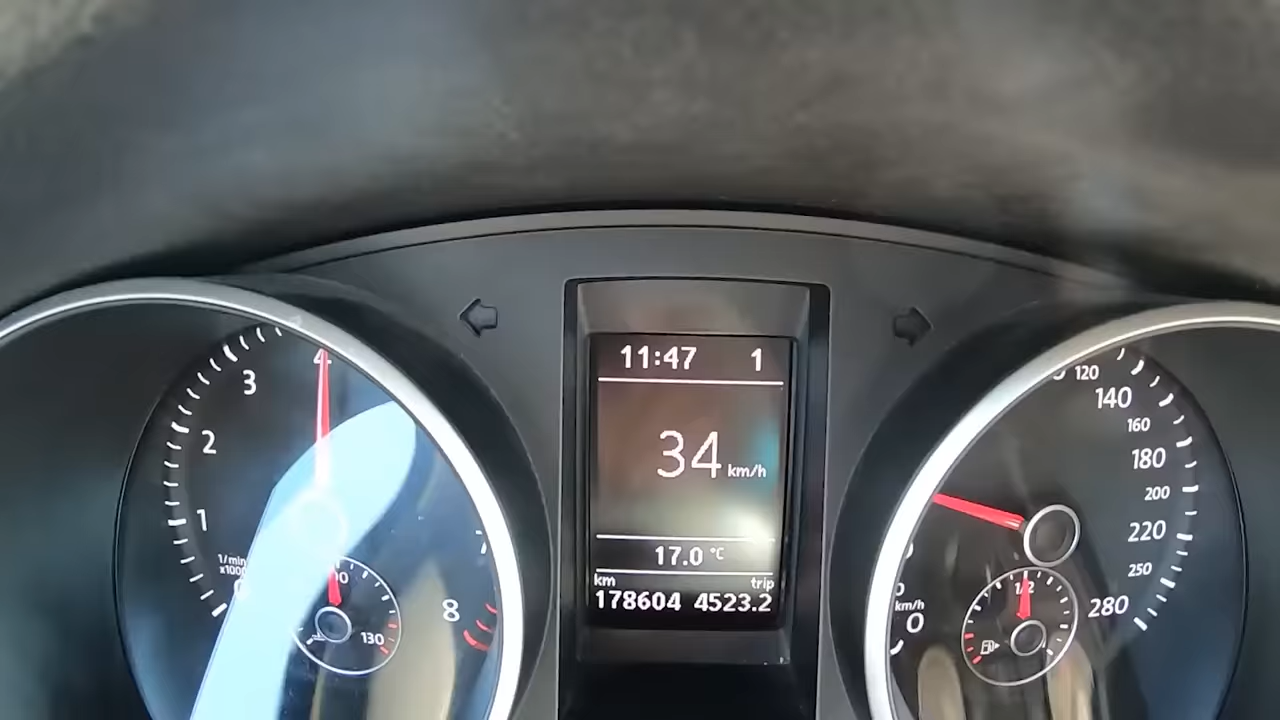 11:47 1
34 km/h
17.0 °C
km trip
178604 4523.2
1 2 3 4 7 8
1/min
x1000
130
120
140
160
180
200
220
250
280
km/h
0
1/2